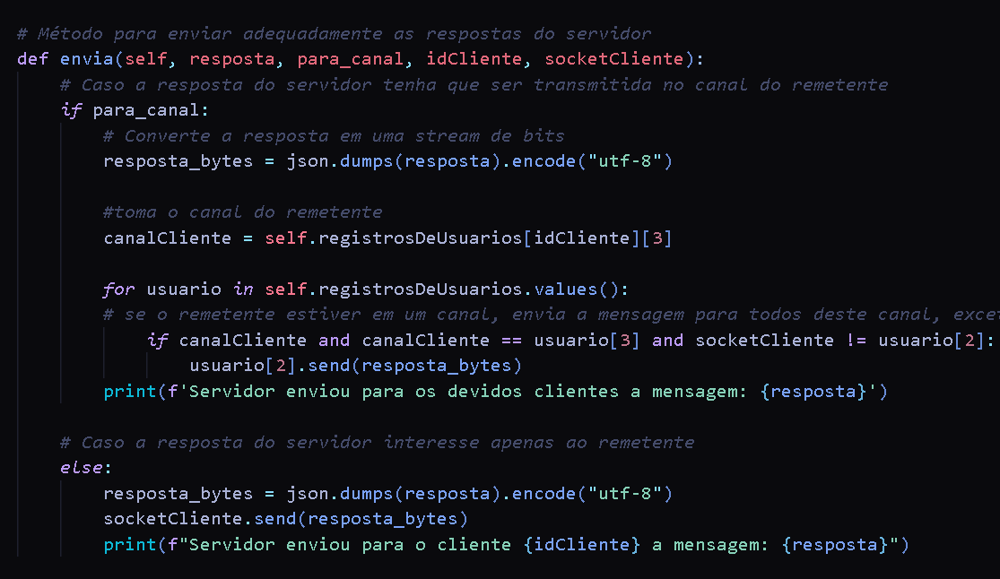 # Método para enviar adequadamente as respostas do servidor
def envia(self, resposta, para_canal, idCliente, socketCliente):
# Caso a resposta do servidor tenha que ser transmitida no canal do remetente
if para_canal:
# Converte a resposta em uma stream de bits
resposta_bytes = json.dumps(resposta).encode("utf-8")
#toma o canal do remetente
canalCliente = self.registrosDeUsuarios[idCliente][3]
for usuario in self.registrosDeUsuarios.values():
# se o remetente estiver em um canal, envia a mensagem para todos deste canal,
if canalCliente and canalCliente == usuario[3] and socketCliente != usuario[2]:
usuario[2].send(resposta_bytes)
print(f'Servidor enviou para os devidos clientes a mensagem: {resposta}')
# Caso a resposta do servidor interesse apenas ao remetente
else:
resposta_bytes = json.dumps(resposta).encode("utf-8")
socketCliente.send(resposta_bytes)
print(f"Servidor enviou para o cliente {idCliente} a mensagem: {resposta}")